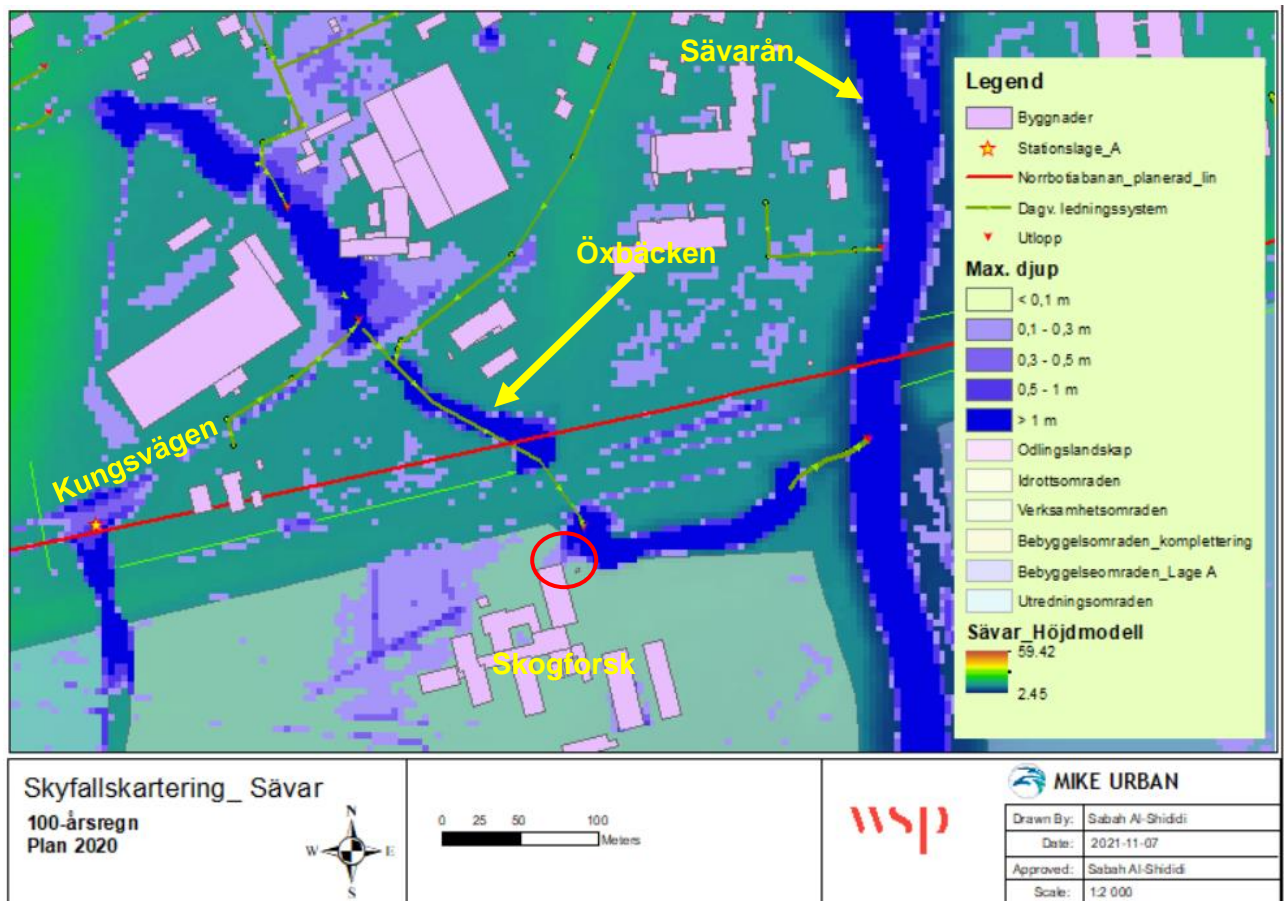 Sävarån
Öxbäcken
Kungsvägen
Skogforsk
Legend
Byggnader
Stationslage_A
Norrbotiabanan_planerad_lin
Dagv. ledningssystem
Utlopp
Max. djup
< 0,1 m
0,1 - 0,3 m
0,3 - 0,5 m
0,5 - 1 m
> 1 m
Odlingslandskap
Idrottsomraden
Verksamhetsomraden
Bebyggelsomraden_komplettering
Bebyggelseomraden_Lage A
Utredningsomraden
Sävar_Höjdmodell
59.42
2.45
Skyfallskartering_ Sävar
100-årsregn
Plan 2020
N
W E
S
0 25 50 100
Meters
wsp
MIKE URBAN
Drawn By: Sabah Al-Shididi
Date: 2021-11-07
Approved: Sabah Al-Shididi
Scale: 1:2 000